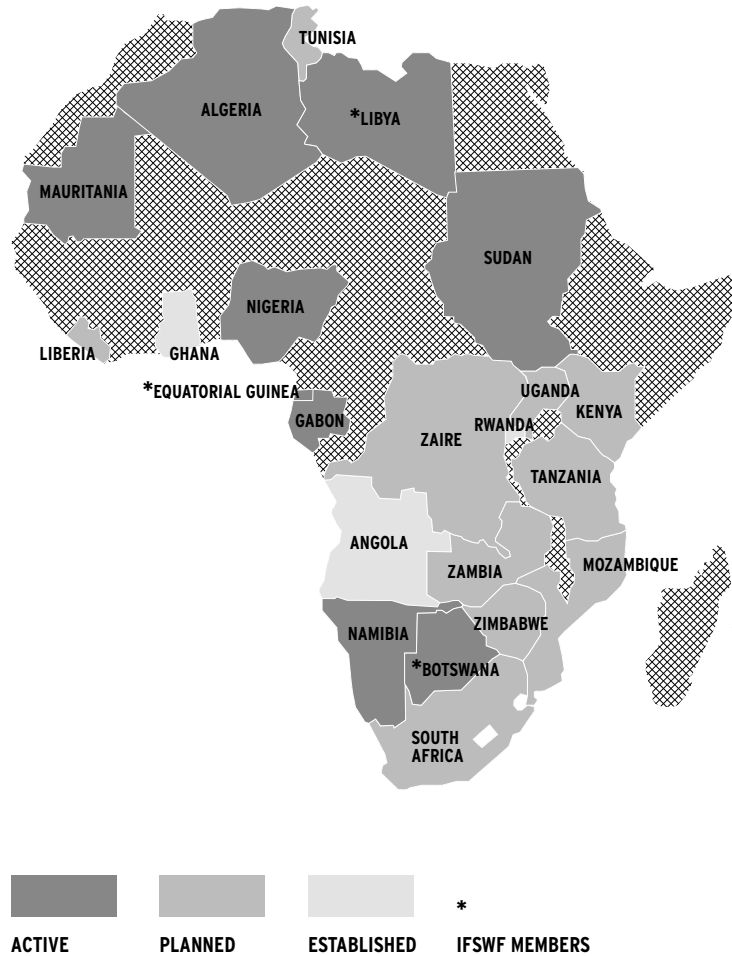 TUNISIA
ALGERIA
*LIBYA
MAURITANIA
SUDAN
NIGERIA
LIBERIA
GHANA
*EQUATORIAL GUINEA
UGANDA
KENYA
GABON
RWANDA
ZAIRE
TANZANIA
ANGOLA
MOZAMBIQUE
ZAMBIA
ZIMBABWE
NAMIBIA
*BOTSWANA
SOUTH
AFRICA
*
ACTIVE
PLANNED
ESTABLISHED
IFSWF MEMBERS